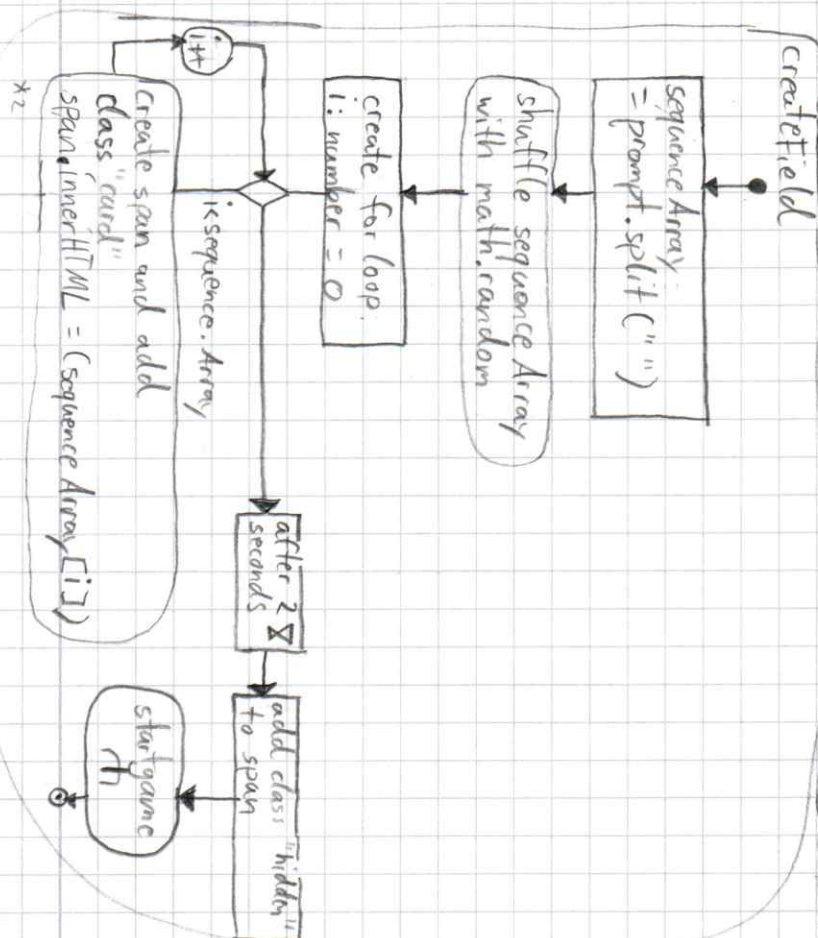 createField
sequenceArray
= prompt.split("")
shuffle sequenceArray
with math.random
create for loop:
i: number = 0
i++
i<sequence.Array
create span and add
class "card"
span.innerHTML = (sequenceArray[i])
*2
after 2
seconds
add class "hidden"
to span
startgame